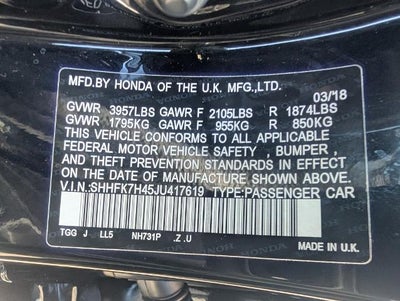 MFD.BY HONDA OF THE U.K. MFG.,LTD.
03/18
GVWR 3957LBS GAWR F 2105LBS R 1874LBS
GVWR 1795KG GAWR F 955KG R 850KG
THIS VEHICLE CONFORMS TO ALL APPLICABLE
FEDERAL MOTOR VEHICLE SAFETY , BUMPER ,
AND THEFT PREVENTION STANDARDS IN EFFECT
ON THE DATE OF MANUFACTURE SHOWN ABOVE.
V.I.N.:SHHFK7H45JU417619 TYPE:PASSENGER CAR
TGG J LL5 NH731P .Z .U
MADE IN U.K.